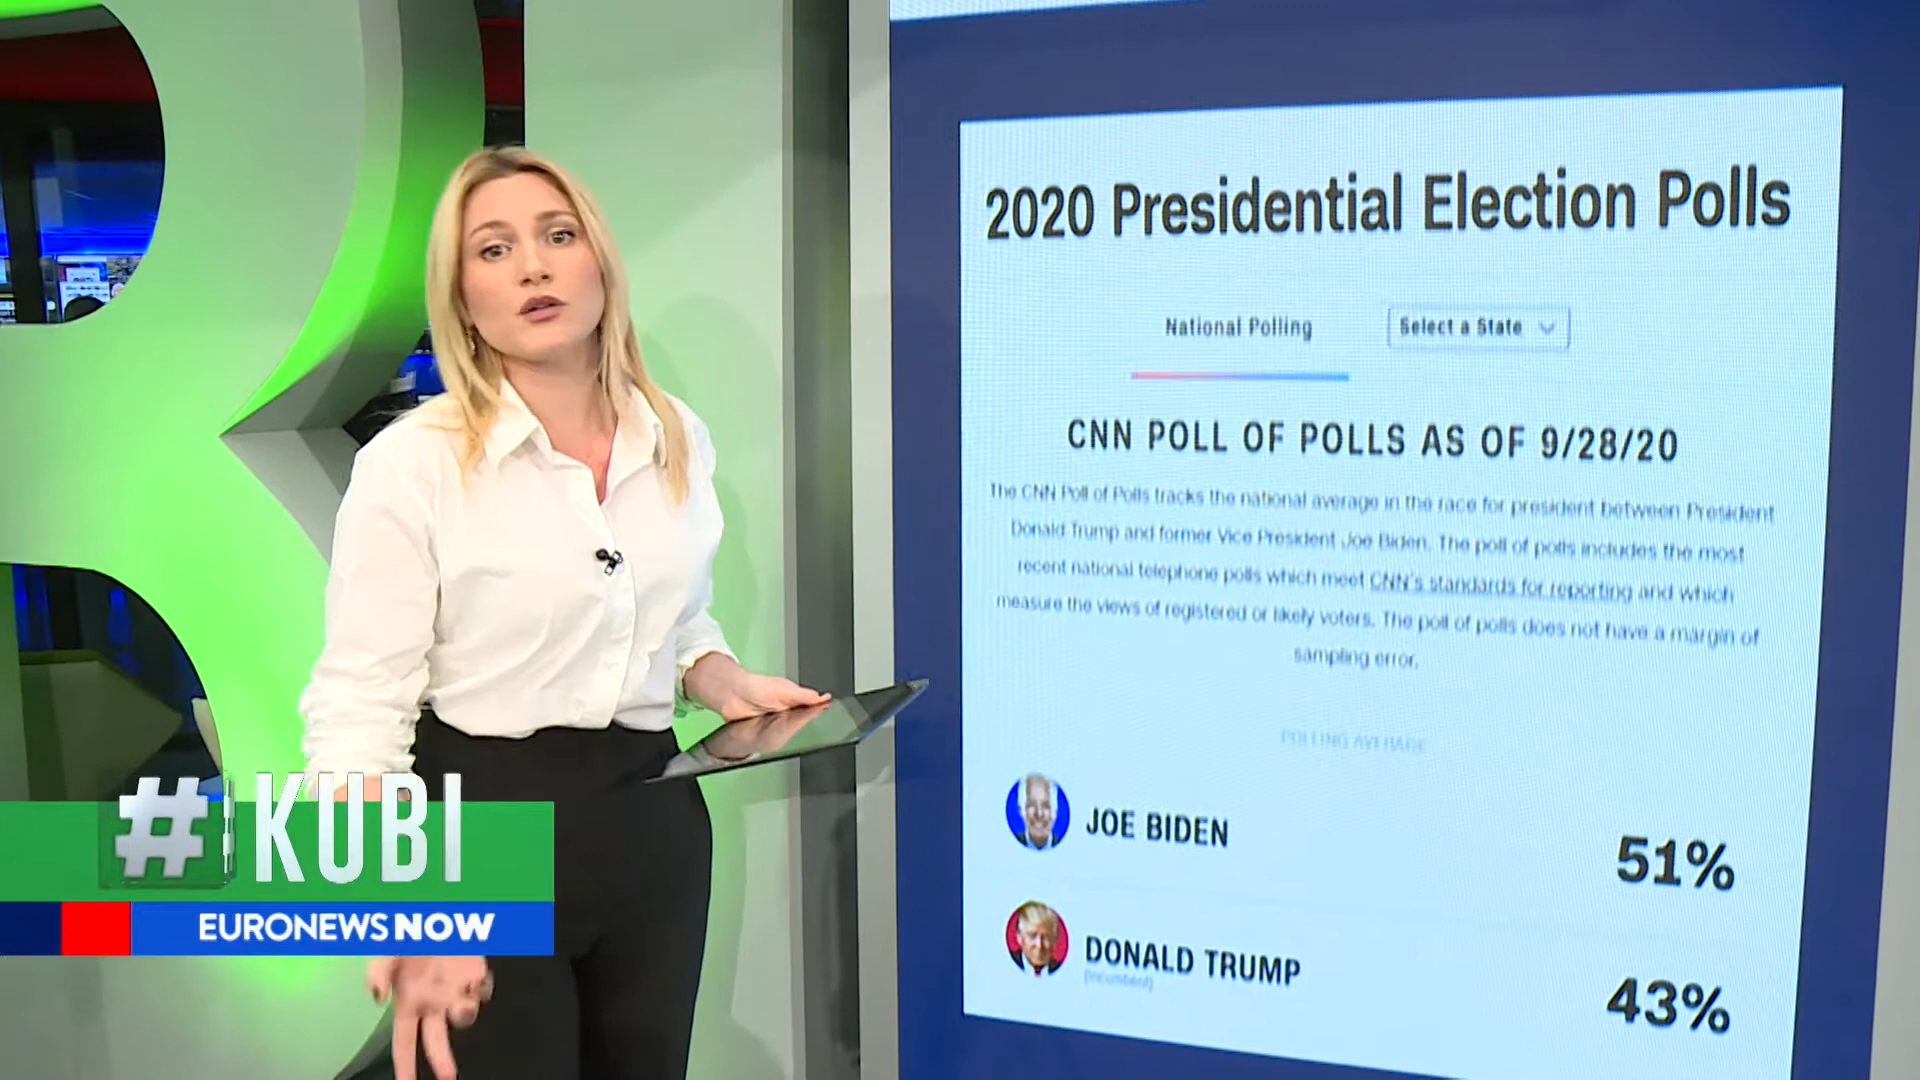 2020 Presidential Election Polls
National Polling
Select a State
CNN POLL OF POLLS AS OF 9/28/20
The CNN Poll of Polls tracks the national average in the race for president between President
Donald Trump and former Vice President Joe Biden. The poll of polls includes the most
recent national telephone polls which meet CNN's standards for reporting and which
measure the views of registered or likely voters. The poll of polls does not have a margin of
sampling error.
POLLING AVERAGE
JOE BIDEN
51%
DONALD TRUMP
(Incumbent)
43%
#KUBI
EURONEWS NOW